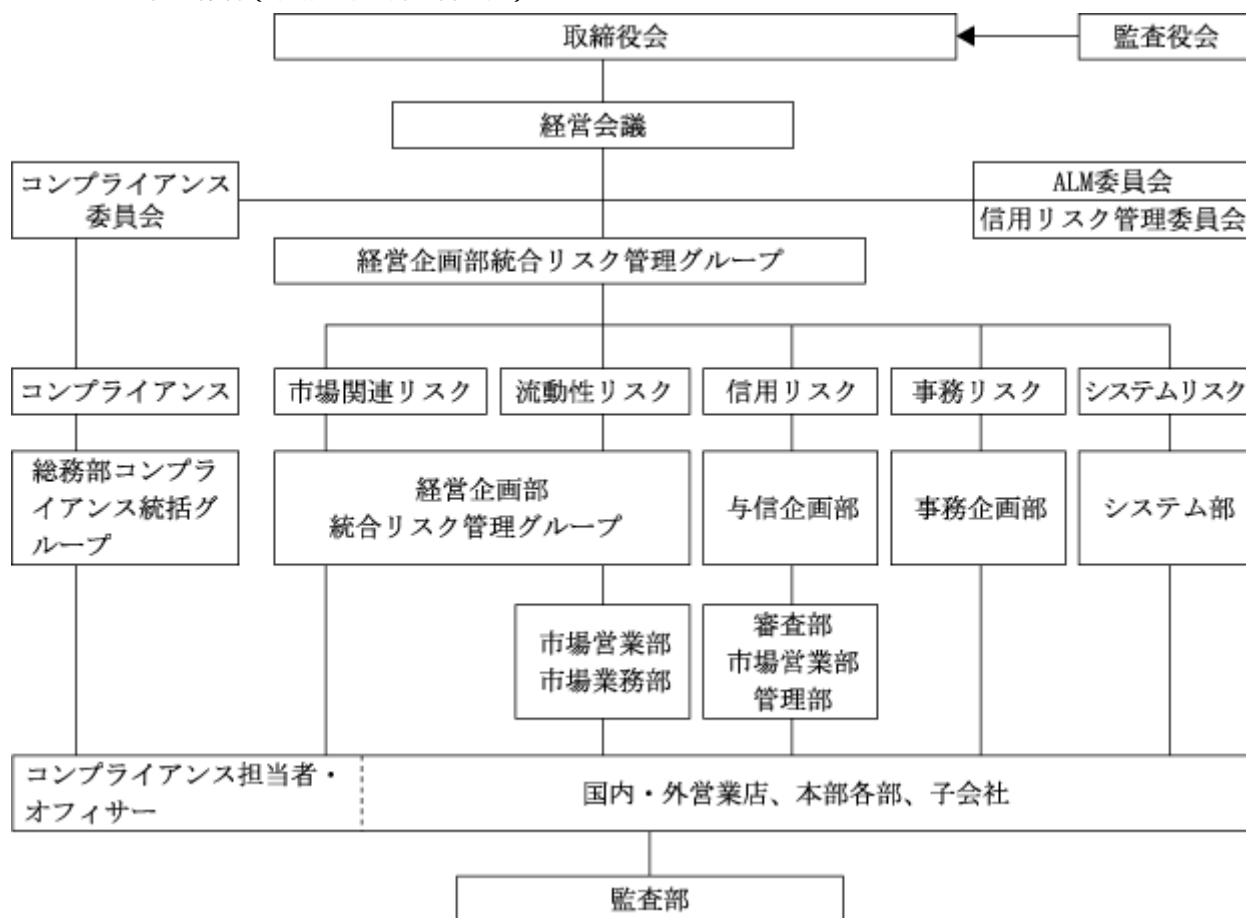 取締役会
監査役会
経営会議
コンプライアンス
委員会
ALM委員会
信用リスク管理委員会
経営企画部統合リスク管理グループ
コンプライアンス
市場関連リスク
流動性リスク
信用リスク
事務リスク
システムリスク
総務部コンプラ
イアンス統括グ
ループ
経営企画部
統合リスク管理グループ
与信企画部
事務企画部
システム部
市場営業部
市場業務部
審査部
市場営業部
管理部
コンプライアンス担当者・
オフィサー
国内・外営業店、本部各部、子会社
監査部